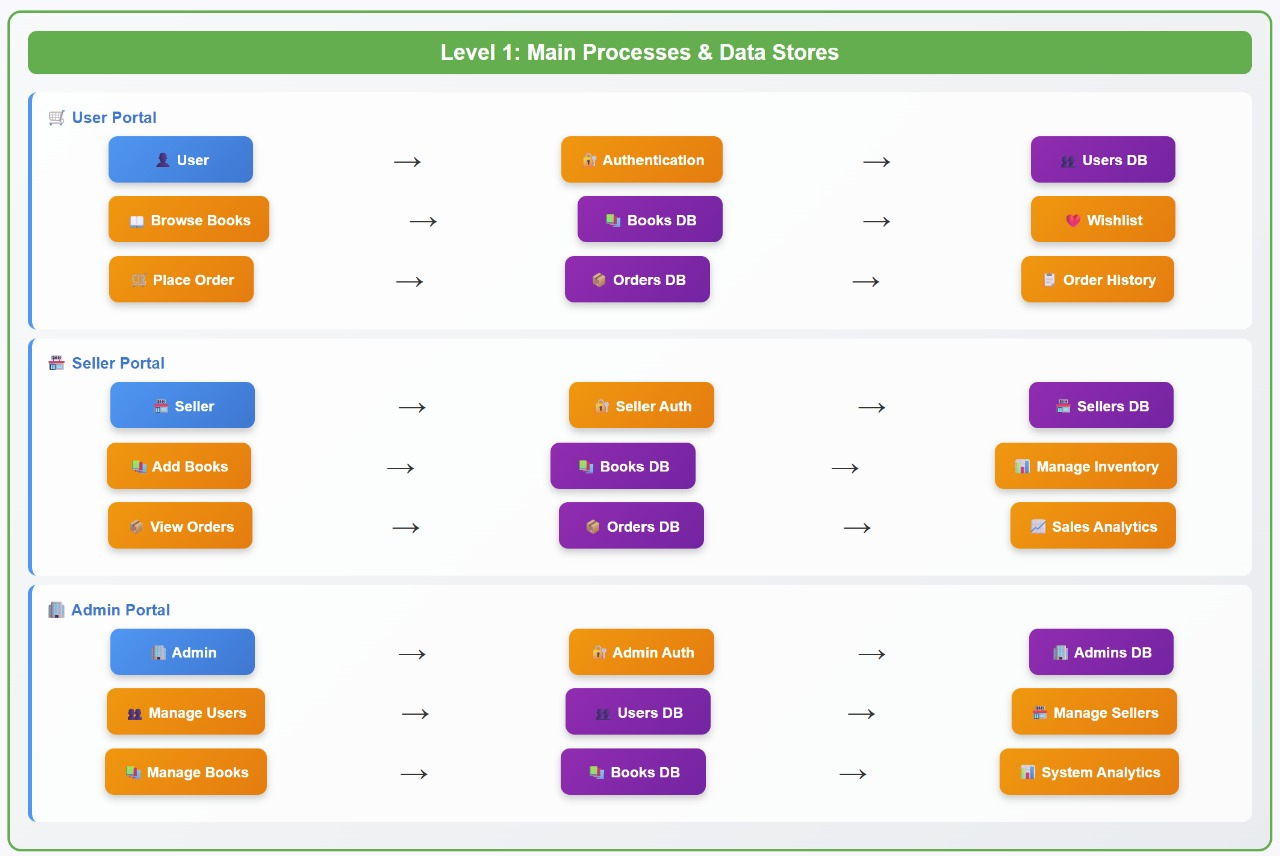 Level 1: Main Processes & Data Stores
User Portal
User → Authentication → Users DB
Browse Books → Books DB → Wishlist
Place Order → Orders DB → Order History
Seller Portal
Seller → Seller Auth → Sellers DB
Add Books → Books DB → Manage Inventory
View Orders → Orders DB → Sales Analytics
Admin Portal
Admin → Admin Auth → Admins DB
Manage Users → Users DB → Manage Sellers
Manage Books → Books DB → System Analytics